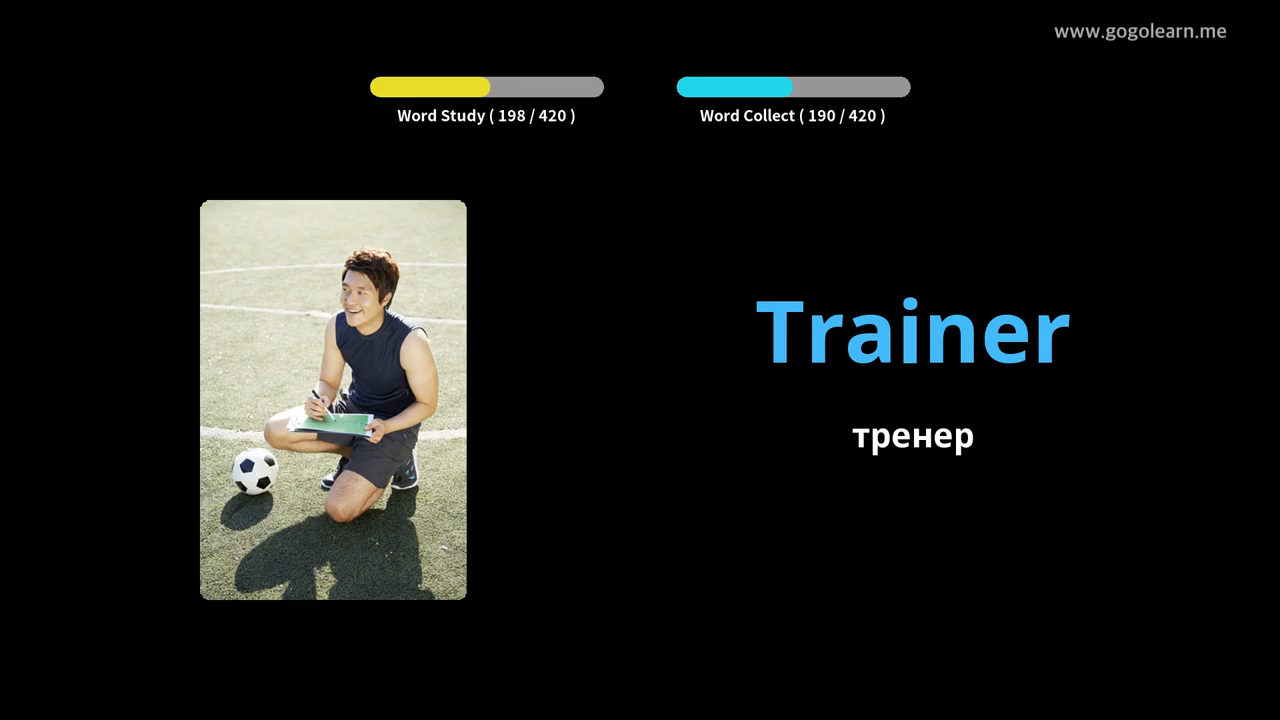 www.gogolearn.me
Word Study ( 198 / 420 )
Word Collect ( 190 / 420 )
Trainer
тренер